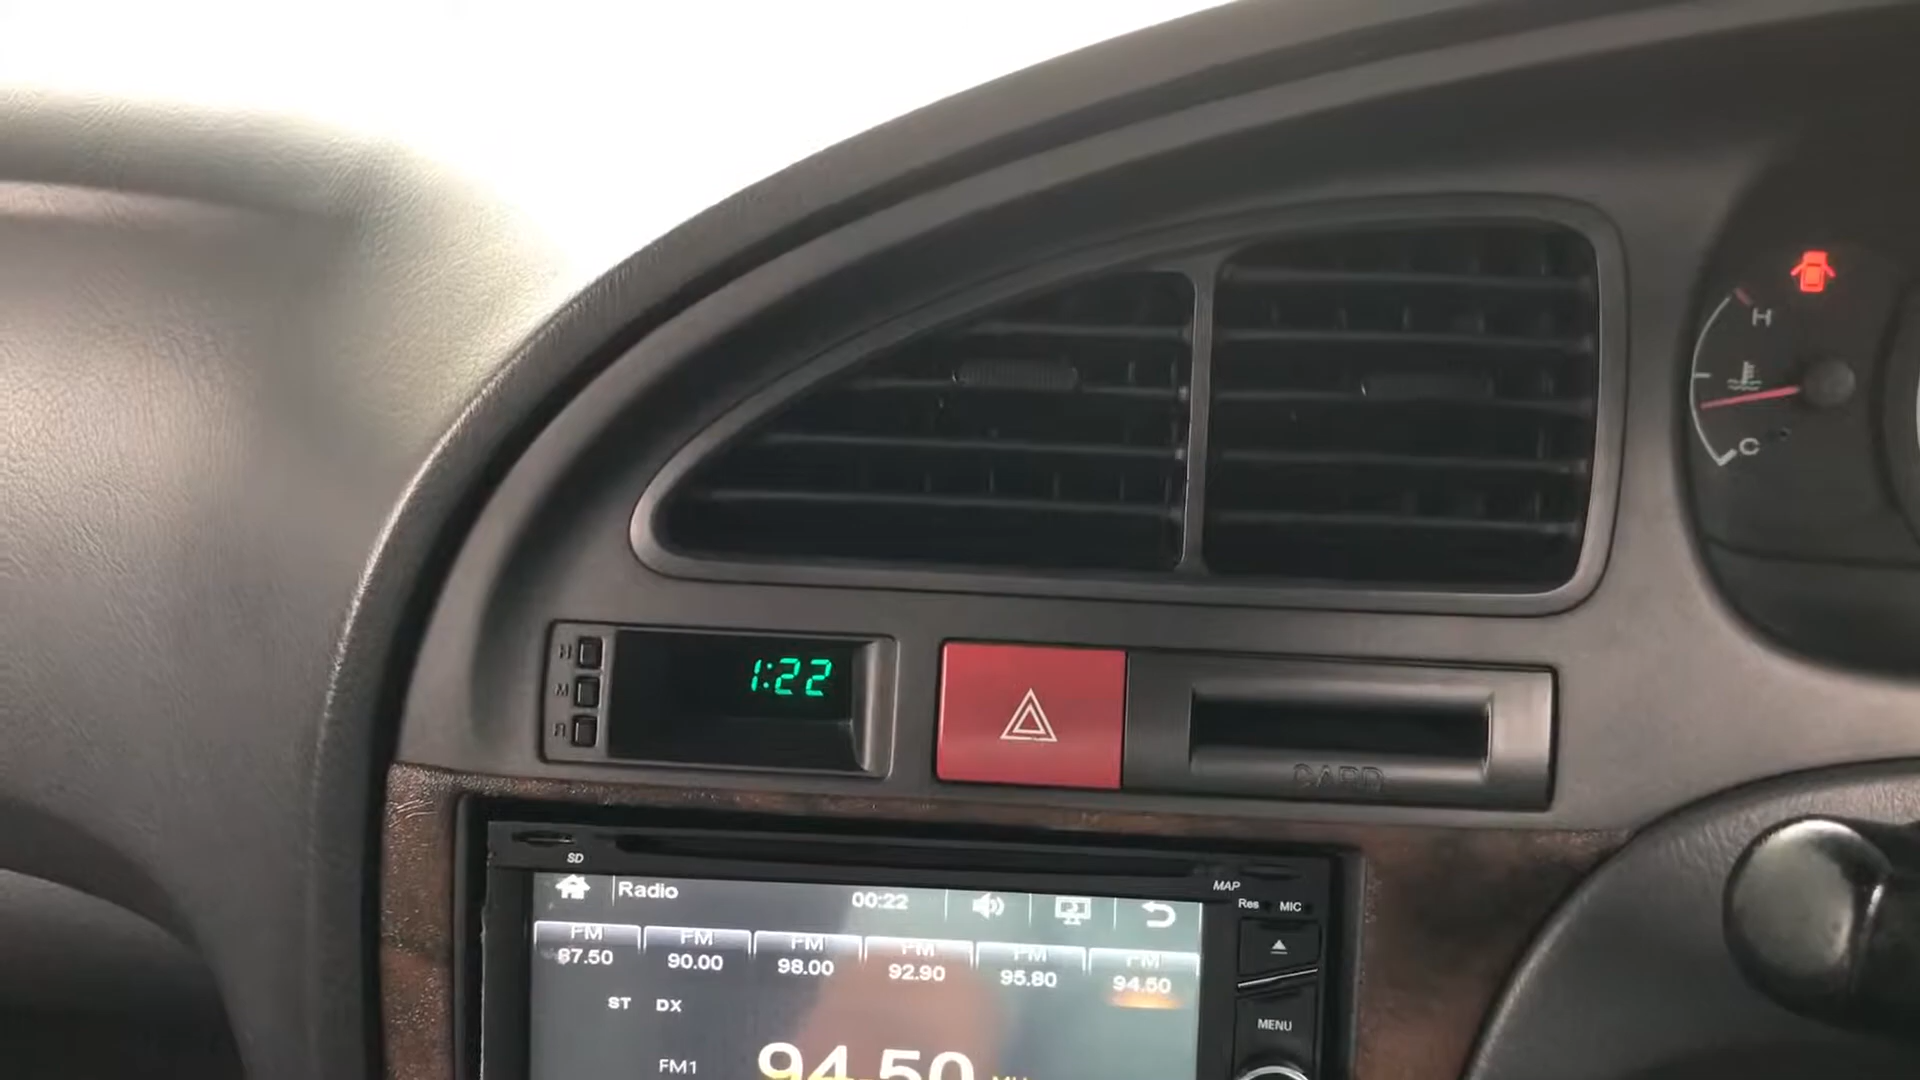 H
C
1:22
H
M
R
CARD
SD
MAP
Res MIC
Radio 00:22
FM FM FM FM FM FM
87.50 90.00 98.00 92.90 95.80 94.50
ST DX
MENU
FM1 94.50